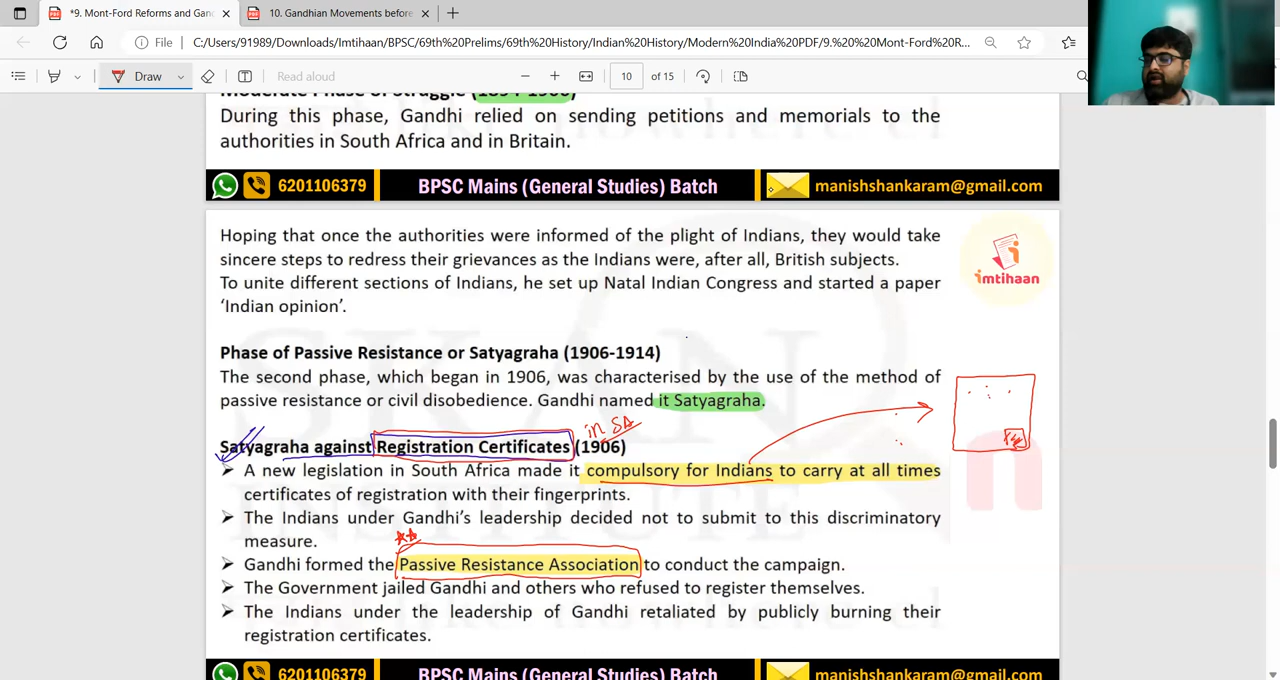 *9. Mont-Ford Reforms and Gand
10. Gandhian Movements before
File
C:/Users/91989/Downloads/Imtihaan/BPSC/69th%20Prelims/69th%20History/Indian%20History/Modern%20India%20PDF/9.%20%20Mont-Ford%20R...
Draw
Read aloud
10 of 15
Moderate Phase of Struggle (1894-1906)
During this phase, Gandhi relied on sending petitions and memorials to the
authorities in South Africa and in Britain.
6201106379 BPSC Mains (General Studies) Batch manishshankaram@gmail.com
Hoping that once the authorities were informed of the plight of Indians, they would take
sincere steps to redress their grievances as the Indians were, after all, British subjects.
To unite different sections of Indians, he set up Natal Indian Congress and started a paper
‘Indian opinion’.
imtihaan
Phase of Passive Resistance or Satyagraha (1906-1914)
The second phase, which began in 1906, was characterised by the use of the method of
passive resistance or civil disobedience. Gandhi named it Satyagraha.
in SA
Satyagraha against Registration Certificates (1906)
➢ A new legislation in South Africa made it compulsory for Indians to carry at all times
certificates of registration with their fingerprints.
➢ The Indians under Gandhi’s leadership decided not to submit to this discriminatory
measure.
➢ Gandhi formed the Passive Resistance Association to conduct the campaign.
➢ The Government jailed Gandhi and others who refused to register themselves.
➢ The Indians under the leadership of Gandhi retaliated by publicly burning their
registration certificates.
6201106379 BPSC Mains (General Studies) Batch manishshankaram@gmail.com